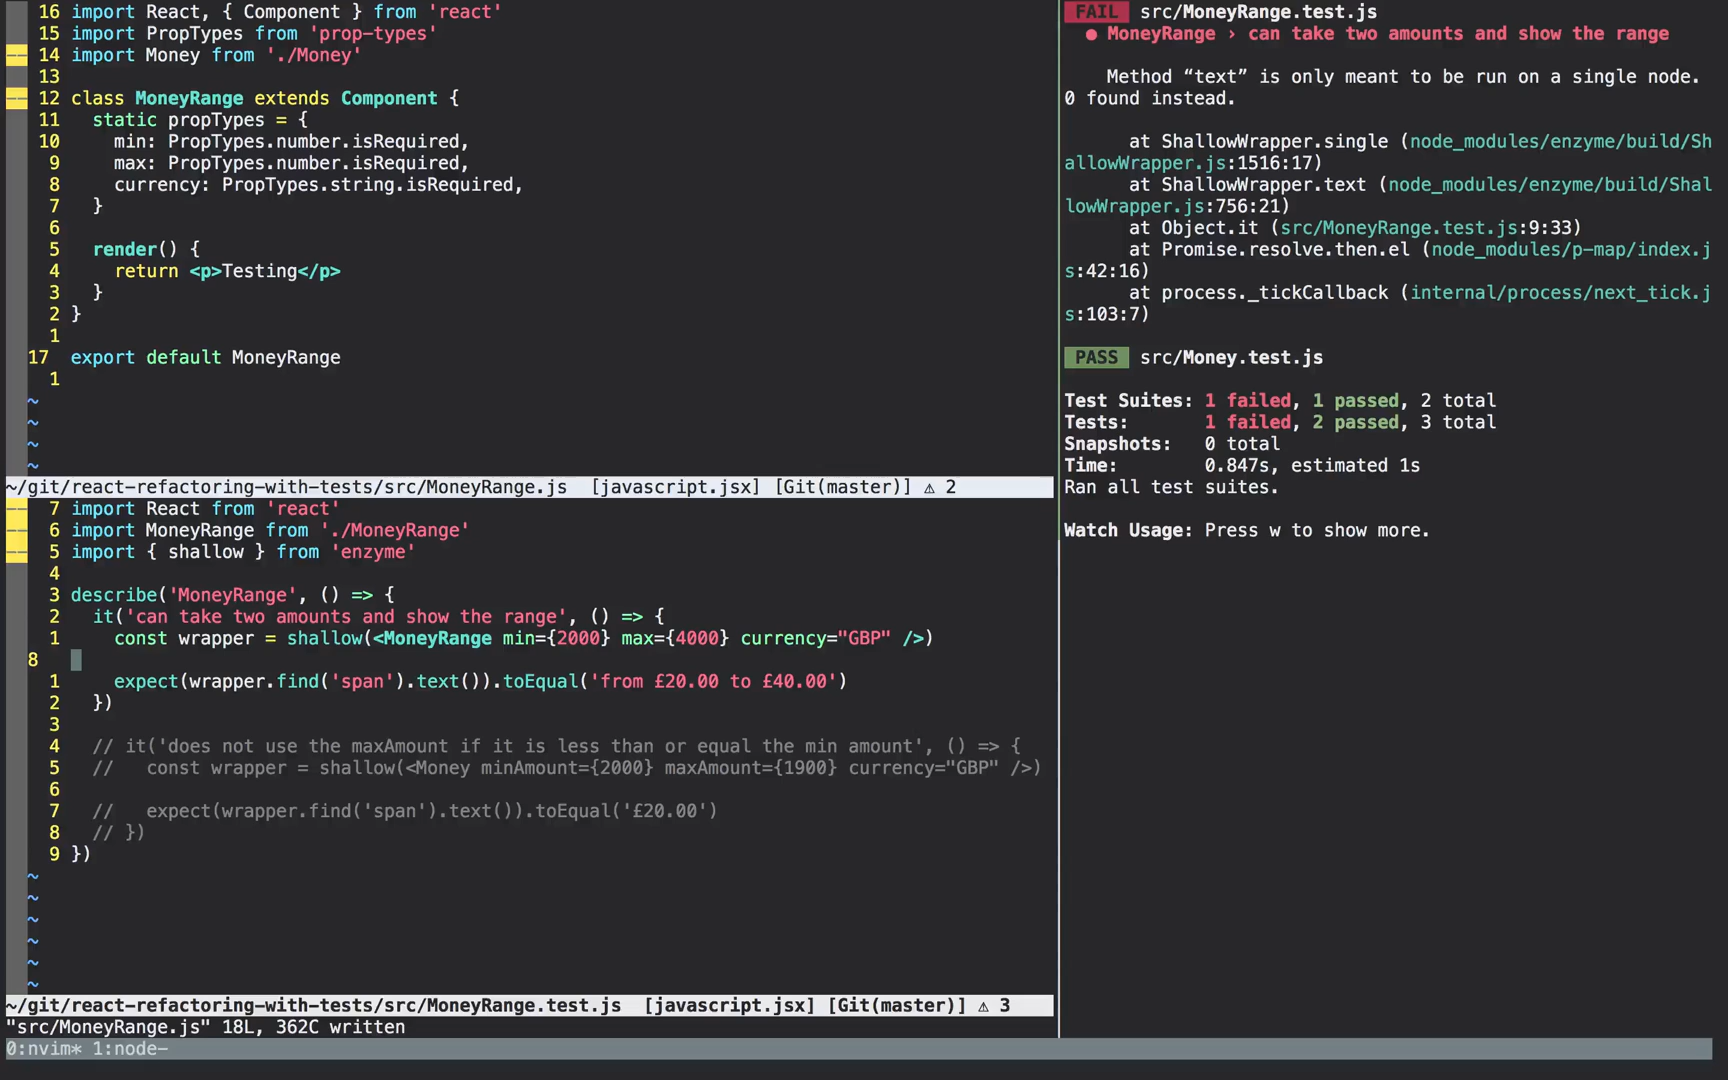 16 import React, { Component } from 'react'
15 import PropTypes from 'prop-types'
-- 14 import Money from './Money'
13
-- 12 class MoneyRange extends Component {
11   static propTypes = {
10     min: PropTypes.number.isRequired,
9     max: PropTypes.number.isRequired,
8     currency: PropTypes.string.isRequired,
7   }
6
5   render() {
4     return <p>Testing</p>
3   }
2 }
1
17 export default MoneyRange
1
~
~
~
~
~/git/react-refactoring-with-tests/src/MoneyRange.js  [javascript.jsx] [Git(master)] ⚠ 2
-- 7 import React from 'react'
-- 6 import MoneyRange from './MoneyRange'
-- 5 import { shallow } from 'enzyme'
4
3 describe('MoneyRange', () => {
2   it('can take two amounts and show the range', () => {
1     const wrapper = shallow(<MoneyRange min={2000} max={4000} currency="GBP" />)
8
1     expect(wrapper.find('span').text()).toEqual('from £20.00 to £40.00')
2   })
3
4   // it('does not use the maxAmount if it is less than or equal the min amount', () => {
5   //   const wrapper = shallow(<Money minAmount={2000} maxAmount={1900} currency="GBP" />)
6
7   //   expect(wrapper.find('span').text()).toEqual('£20.00')
8   // })
9 })
~
~
~
~
~
~
~/git/react-refactoring-with-tests/src/MoneyRange.test.js  [javascript.jsx] [Git(master)] ⚠ 3
"src/MoneyRange.js" 18L, 362C written
0:nvim* 1:node-
FAIL src/MoneyRange.test.js
● MoneyRange › can take two amounts and show the range
Method “text” is only meant to be run on a single node.
0 found instead.
at ShallowWrapper.single (node_modules/enzyme/build/Sh
allowWrapper.js:1516:17)
at ShallowWrapper.text (node_modules/enzyme/build/Shal
lowWrapper.js:756:21)
at Object.it (src/MoneyRange.test.js:9:33)
at Promise.resolve.then.el (node_modules/p-map/index.j
s:42:16)
at process._tickCallback (internal/process/next_tick.j
s:103:7)
PASS src/Money.test.js
Test Suites: 1 failed, 1 passed, 2 total
Tests:       1 failed, 2 passed, 3 total
Snapshots:   0 total
Time:        0.847s, estimated 1s
Ran all test suites.
Watch Usage: Press w to show more.